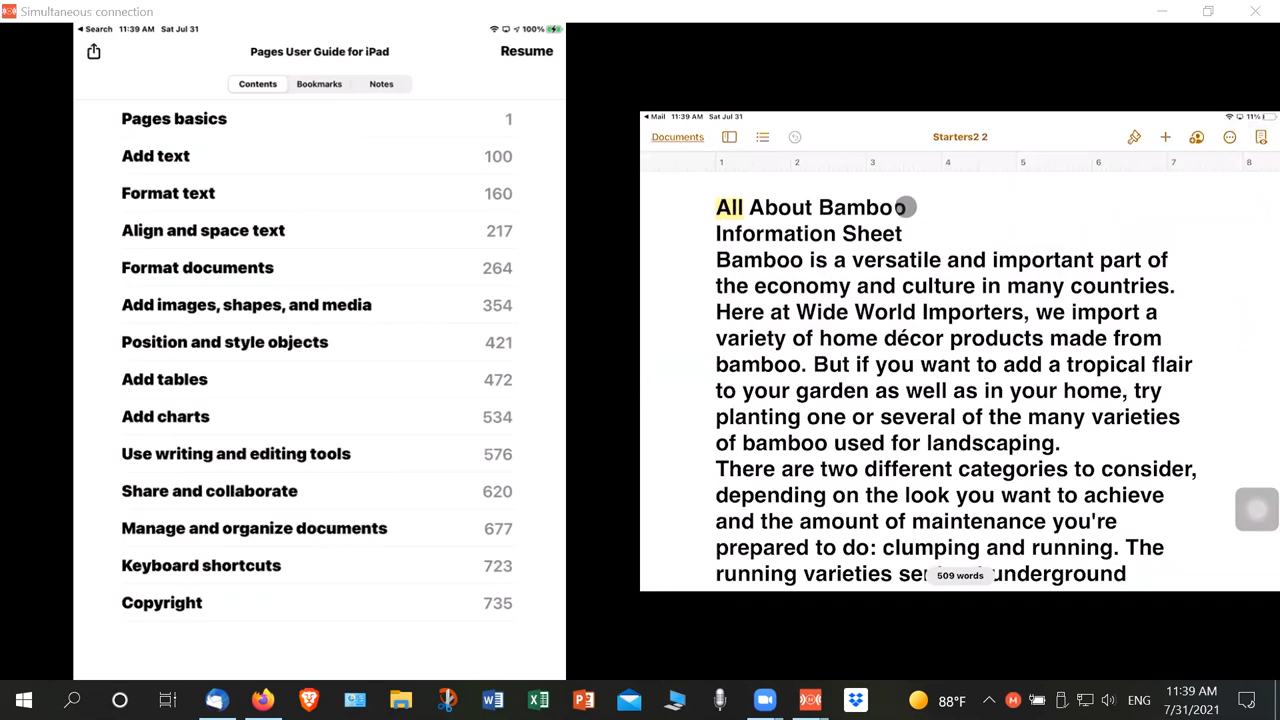 Simultaneous connection
Search 11:39 AM Sat Jul 31 100%
Pages User Guide for iPad Resume
Contents Bookmarks Notes
Pages basics 1
Add text 100
Format text 160
Align and space text 217
Format documents 264
Add images, shapes, and media 354
Position and style objects 421
Add tables 472
Add charts 534
Use writing and editing tools 576
Share and collaborate 620
Manage and organize documents 677
Keyboard shortcuts 723
Copyright 735
Mail 11:39 AM Sat Jul 31 11%
Documents Starters2 2
1 2 3 4 5 6 7 8
All About Bamboo
Information Sheet
Bamboo is a versatile and important part of
the economy and culture in many countries.
Here at Wide World Importers, we import a
variety of home décor products made from
bamboo. But if you want to add a tropical flair
to your garden as well as in your home, try
planting one or several of the many varieties
of bamboo used for landscaping.
There are two different categories to consider,
depending on the look you want to achieve
and the amount of maintenance you're
prepared to do: clumping and running. The
running varieties underground
509 words
88°F ENG 11:39 AM
7/31/2021